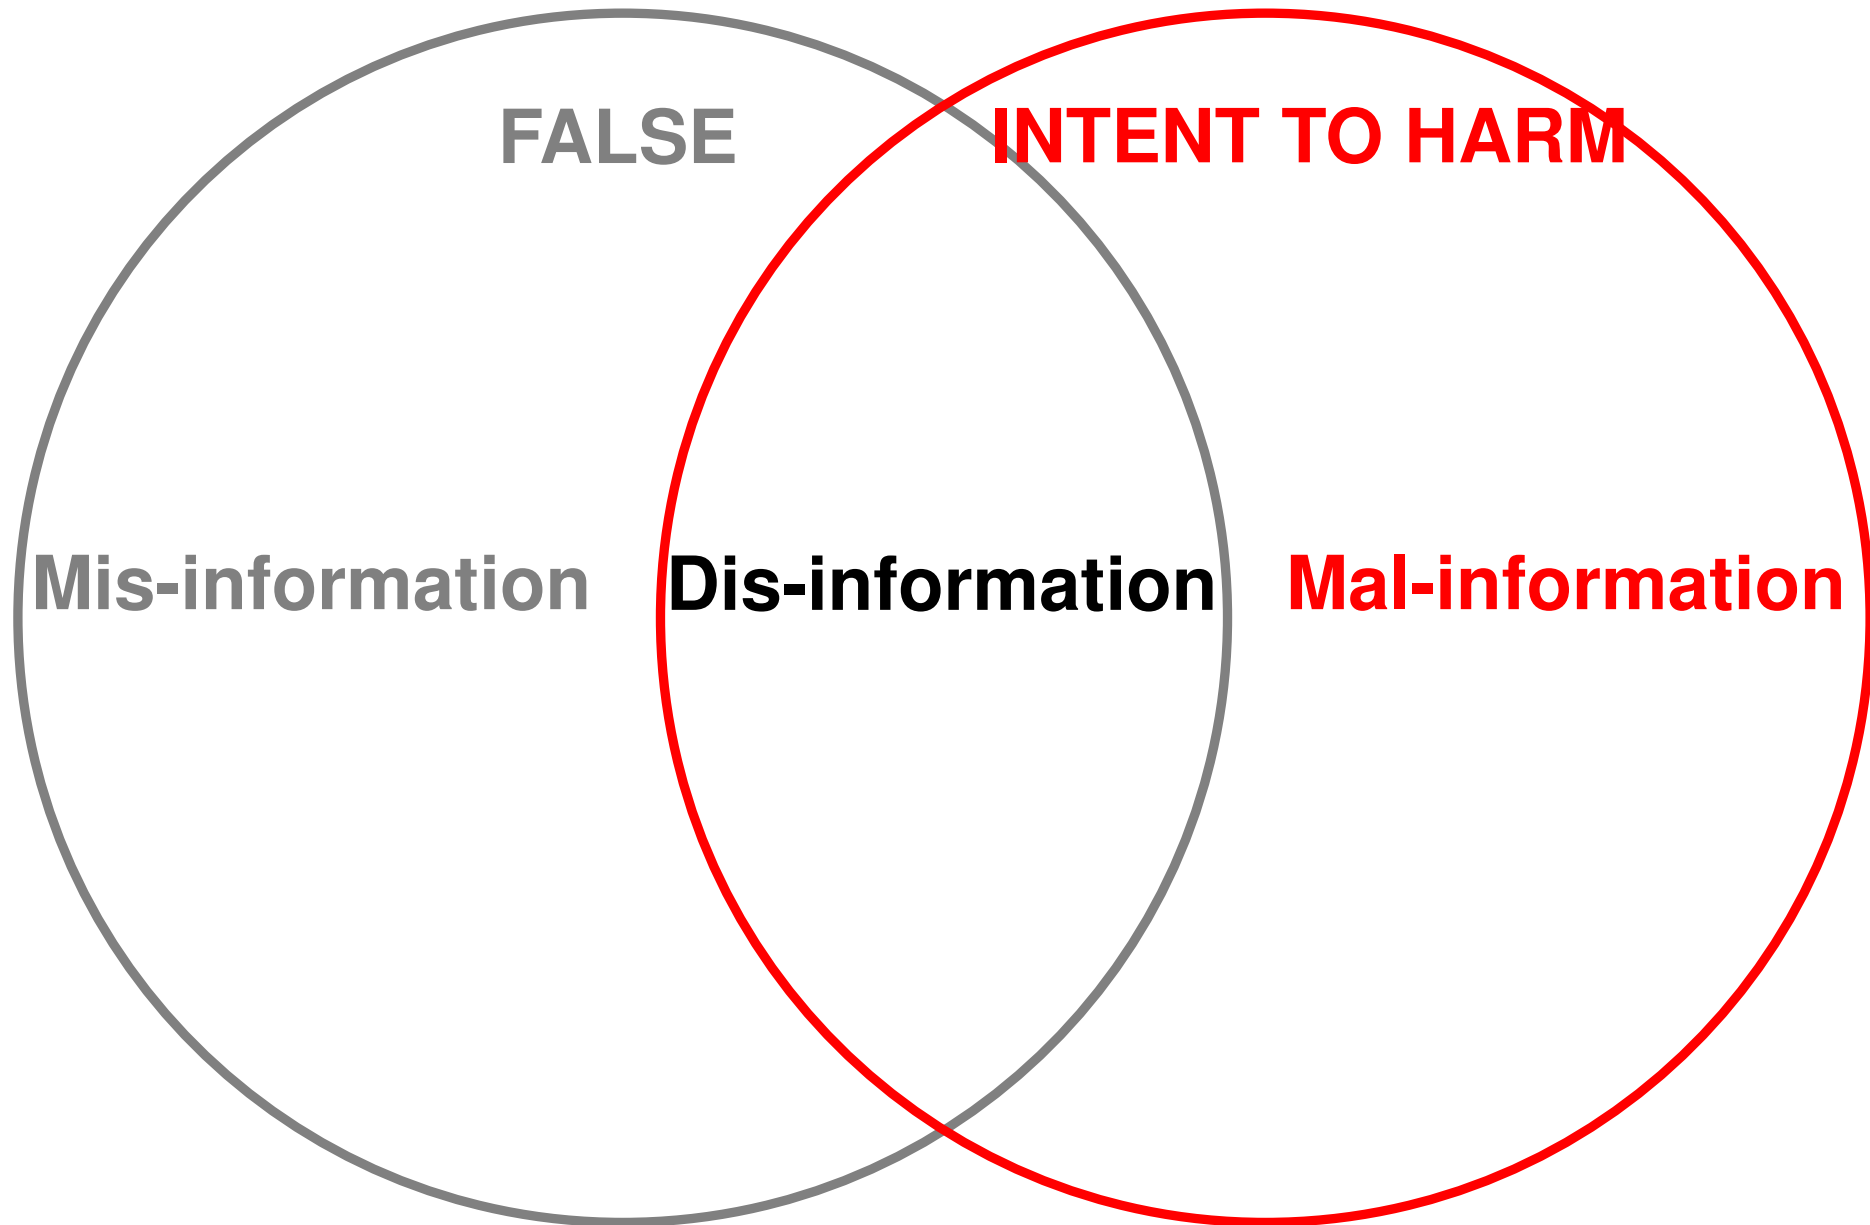 FALSE
INTENT TO HARM
Mis-information
Dis-information
Mal-information